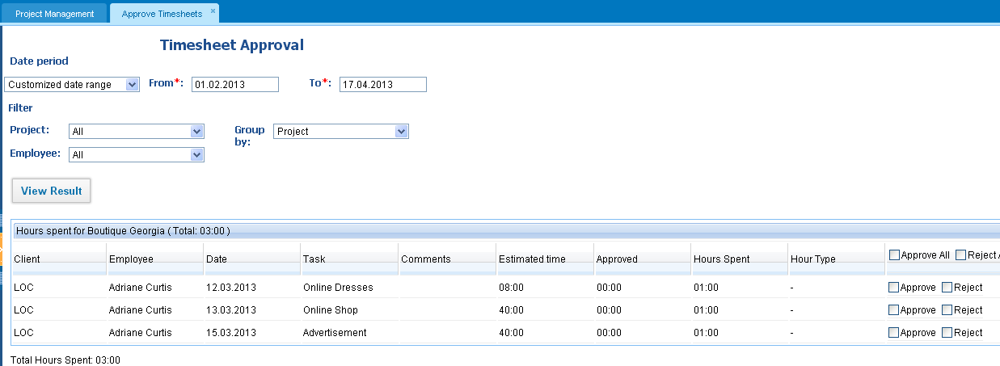 Project Management Approve Timesheets
Timesheet Approval
Date period
Customized date range From*: 01.02.2013 To*: 17.04.2013
Filter
Project: All Group by: Project
Employee: All
View Result
Hours spent for Boutique Georgia ( Total: 03:00 )
Client Employee Date Task Comments Estimated time Approved Hours Spent Hour Type Approve All Reject
LOC Adriane Curtis 12.03.2013 Online Dresses 08:00 00:00 01:00 - Approve Reject
LOC Adriane Curtis 13.03.2013 Online Shop 40:00 00:00 01:00 - Approve Reject
LOC Adriane Curtis 15.03.2013 Advertisement 40:00 00:00 01:00 - Approve Reject
Total Hours Spent: 03:00